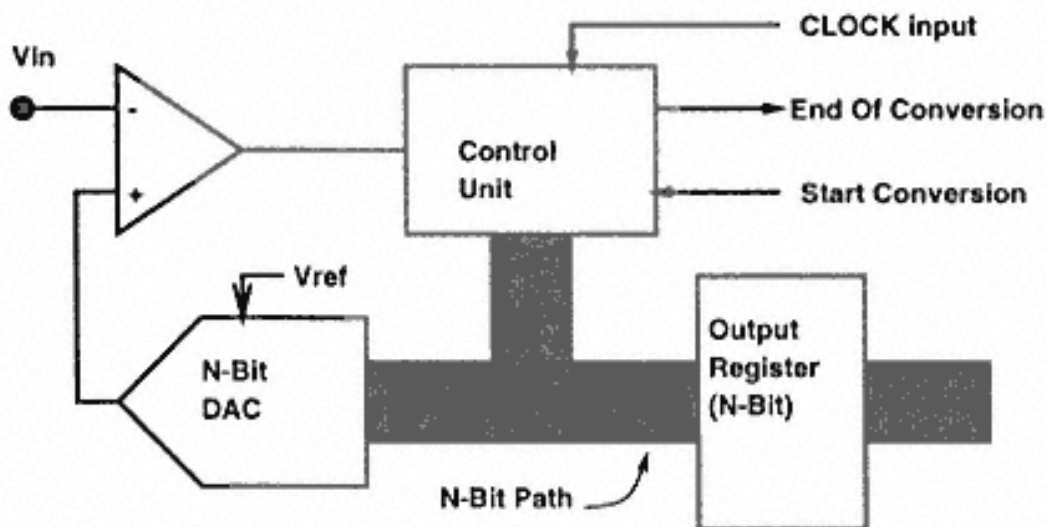 CLOCK input
VIn
-
End Of Conversion
Control
Unit
+
Start Conversion
Vref
Output
Register
(N-Bit)
N-Bit
DAC
N-Bit Path